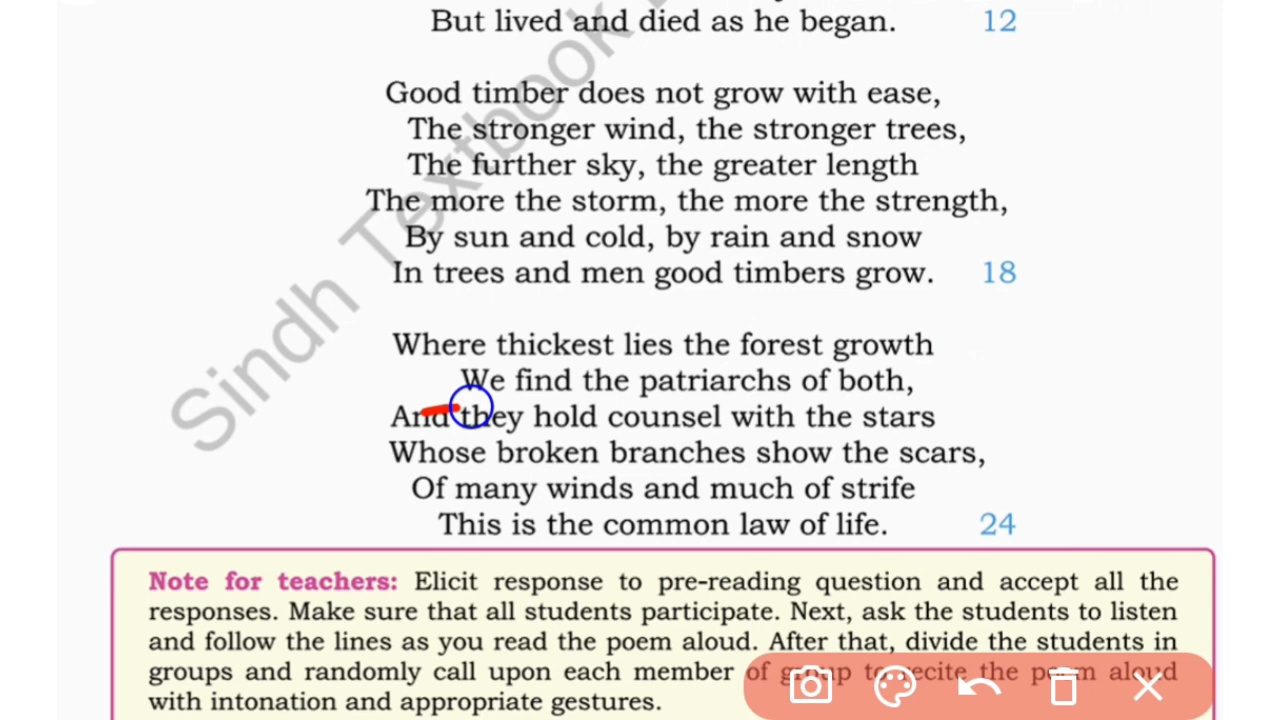 But lived and died as he began. 12
Good timber does not grow with ease,
The stronger wind, the stronger trees,
The further sky, the greater length
The more the storm, the more the strength,
By sun and cold, by rain and snow
In trees and men good timbers grow. 18
Where thickest lies the forest growth
We find the patriarchs of both,
And they hold counsel with the stars
Whose broken branches show the scars,
Of many winds and much of strife
This is the common law of life. 24
Note for teachers: Elicit response to pre-reading question and accept all the
responses. Make sure that all students participate. Next, ask the students to listen
and follow the lines as you read the poem aloud. After that, divide the students in
groups and randomly call upon each member of group to recite the poem aloud
with intonation and appropriate gestures.
Sindh Textbook